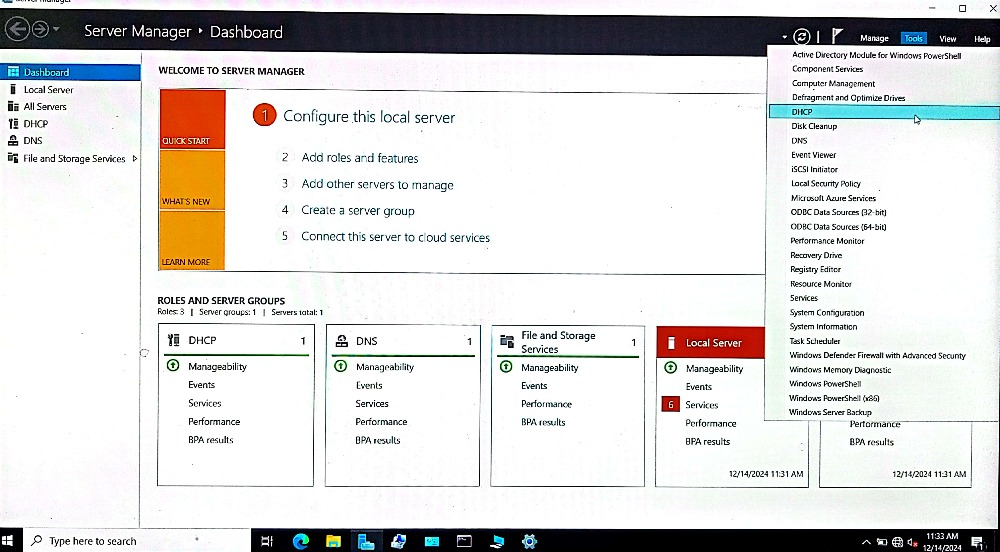 Server Manager
Server Manager ‣ Dashboard
Manage Tools View Help
Dashboard
Local Server
All Servers
DHCP
DNS
File and Storage Services
WELCOME TO SERVER MANAGER
QUICK START
WHAT'S NEW
LEARN MORE
1 Configure this local server
2 Add roles and features
3 Add other servers to manage
4 Create a server group
5 Connect this server to cloud services
Active Directory Module for Windows PowerShell
Component Services
Computer Management
Defragment and Optimize Drives
DHCP
Disk Cleanup
DNS
Event Viewer
iSCSI Initiator
Local Security Policy
Microsoft Azure Services
ODBC Data Sources (32-bit)
ODBC Data Sources (64-bit)
Performance Monitor
Recovery Drive
Registry Editor
Resource Monitor
Services
System Configuration
System Information
Task Scheduler
Windows Defender Firewall with Advanced Security
Windows Memory Diagnostic
Windows PowerShell
Windows PowerShell (x86)
Windows Server Backup
ROLES AND SERVER GROUPS
Roles: 3 | Server groups: 1 | Servers total: 1
DHCP 1
Manageability
Events
Services
Performance
BPA results
DNS 1
Manageability
Events
Services
Performance
BPA results
File and Storage
Services 1
Manageability
Events
Performance
BPA results
Local Server
Manageability
Events
6 Services
Performance
BPA results
12/14/2024 11:31 AM
Performance
BPA results
12/14/2024 11:31 AM
Type here to search
11:33 AM
12/14/2024